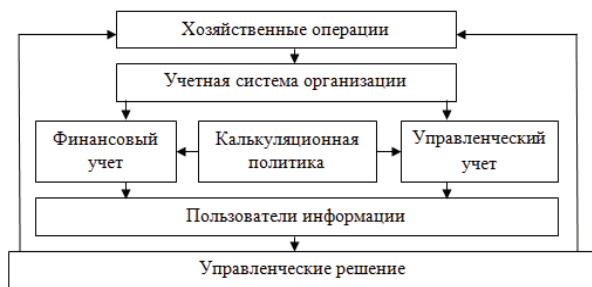 Хозяйственные операции
Учетная система организации
Финансовый
учет
Калькуляционная
политика
Управленческий
учет
Пользователи информации
Управленческие решение